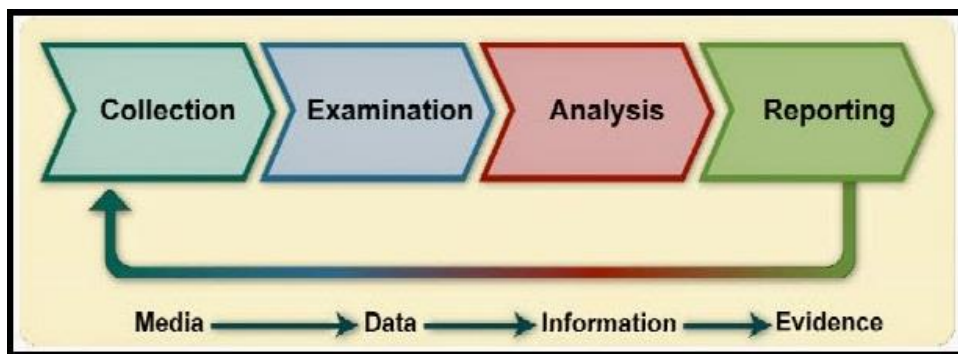 Collection Examination Analysis Reporting
Media Data Information Evidence